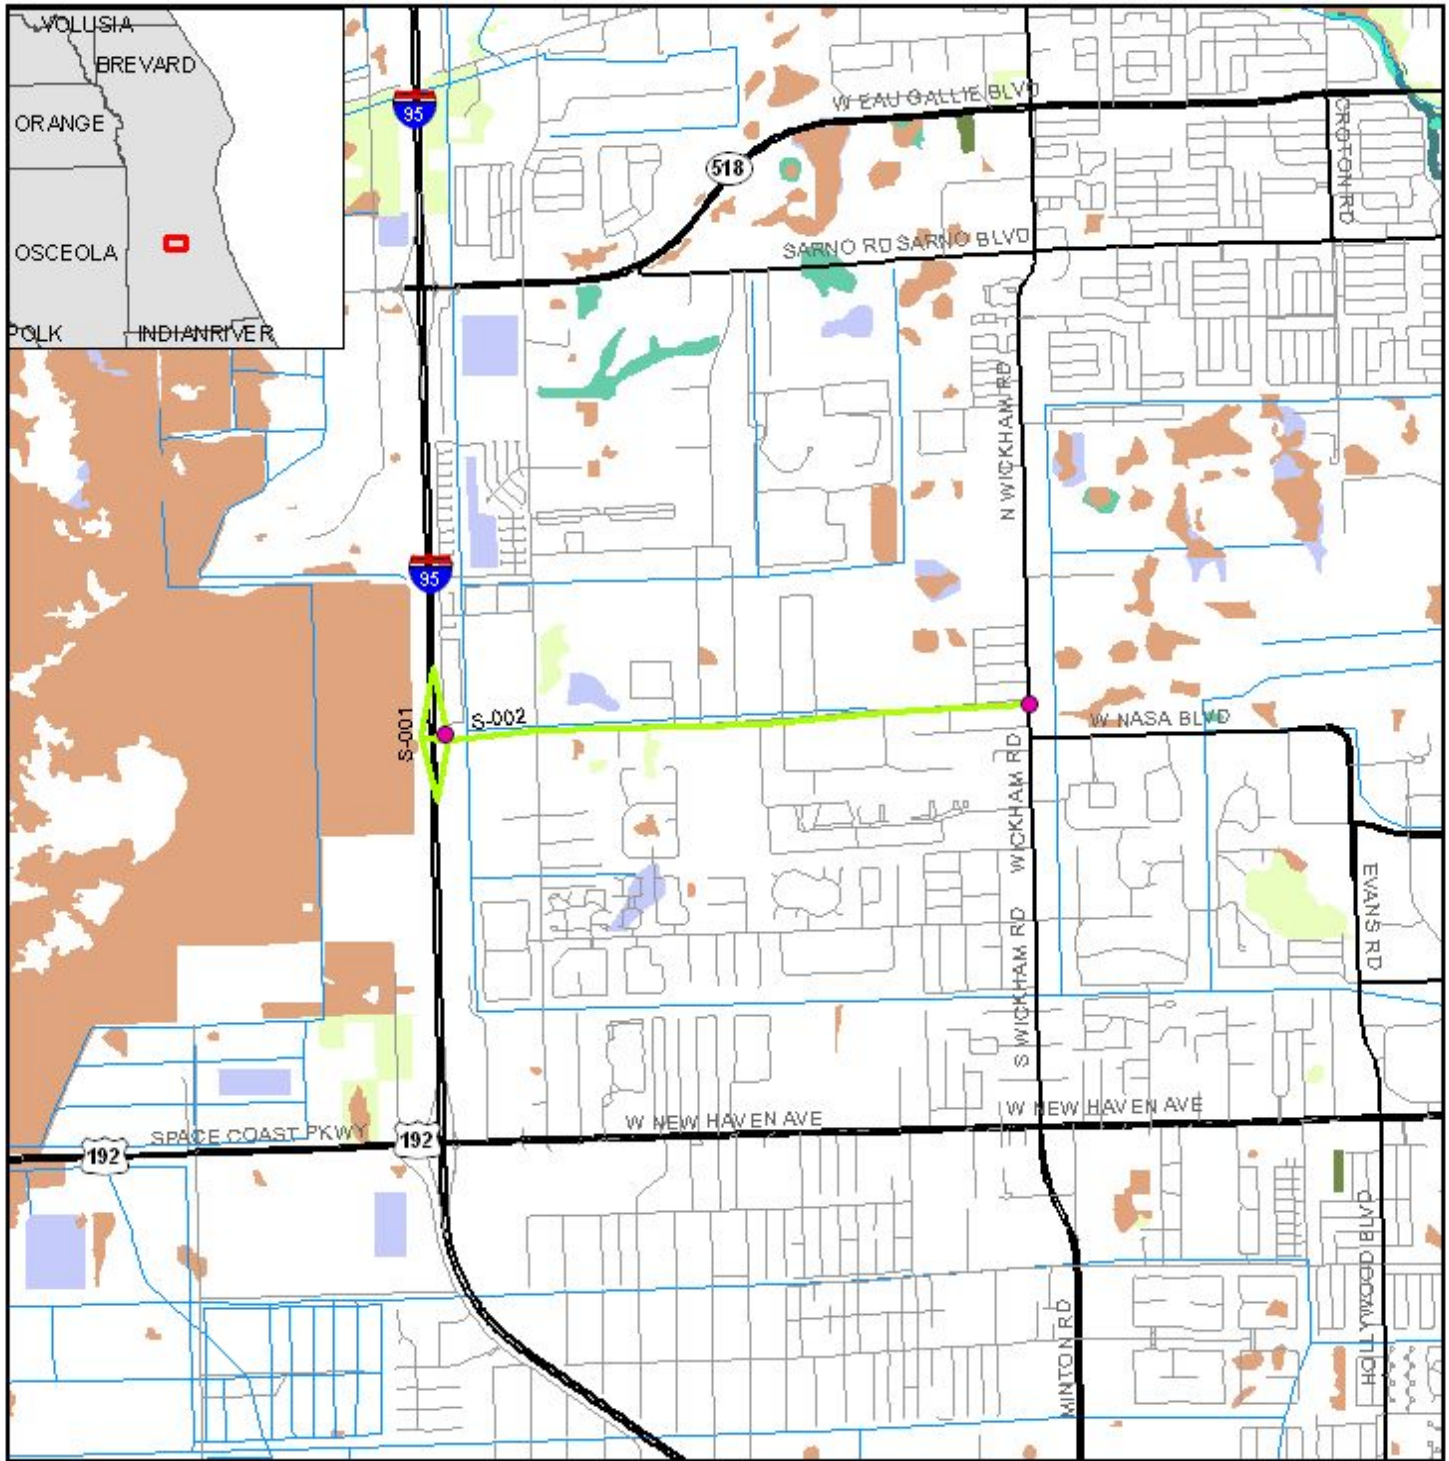 VOLUSIA
BREVARD
ORANGE
OSCEOLA
POLK
INDIANRIVER
95
W EAU GALLIE BLVD
CROTON RD
518
SARNO RD SARNO BLVD
N WICKHAM RD
95
S-001
S-002
W NASA BLVD
WICKHAM RD
EVANS RD
S WICKHAM RD
W NEW HAVEN AVE
W NEW HAVEN AVE
SPACE COAST PKWY
192
192
HOLLYWOOD BLVD
MINTON RD